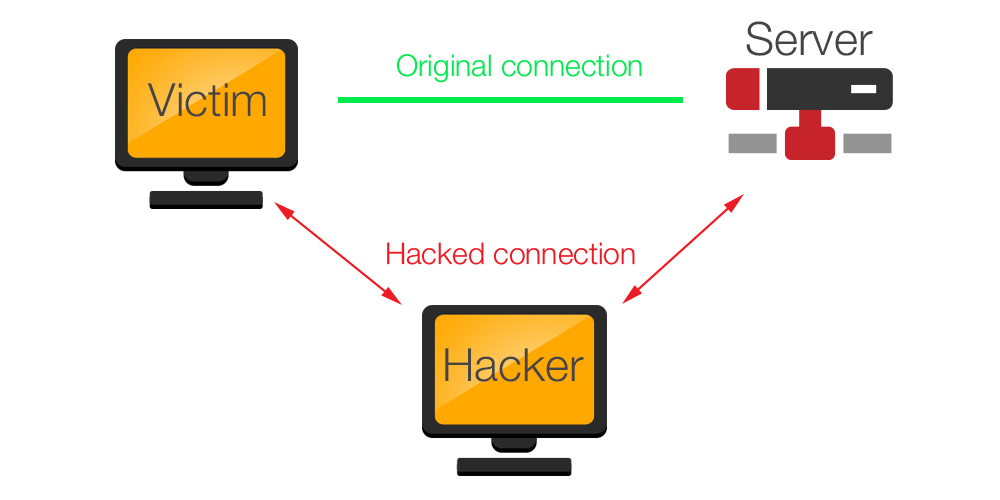 Server
Original connection
Victim
Hacked connection
Hacker